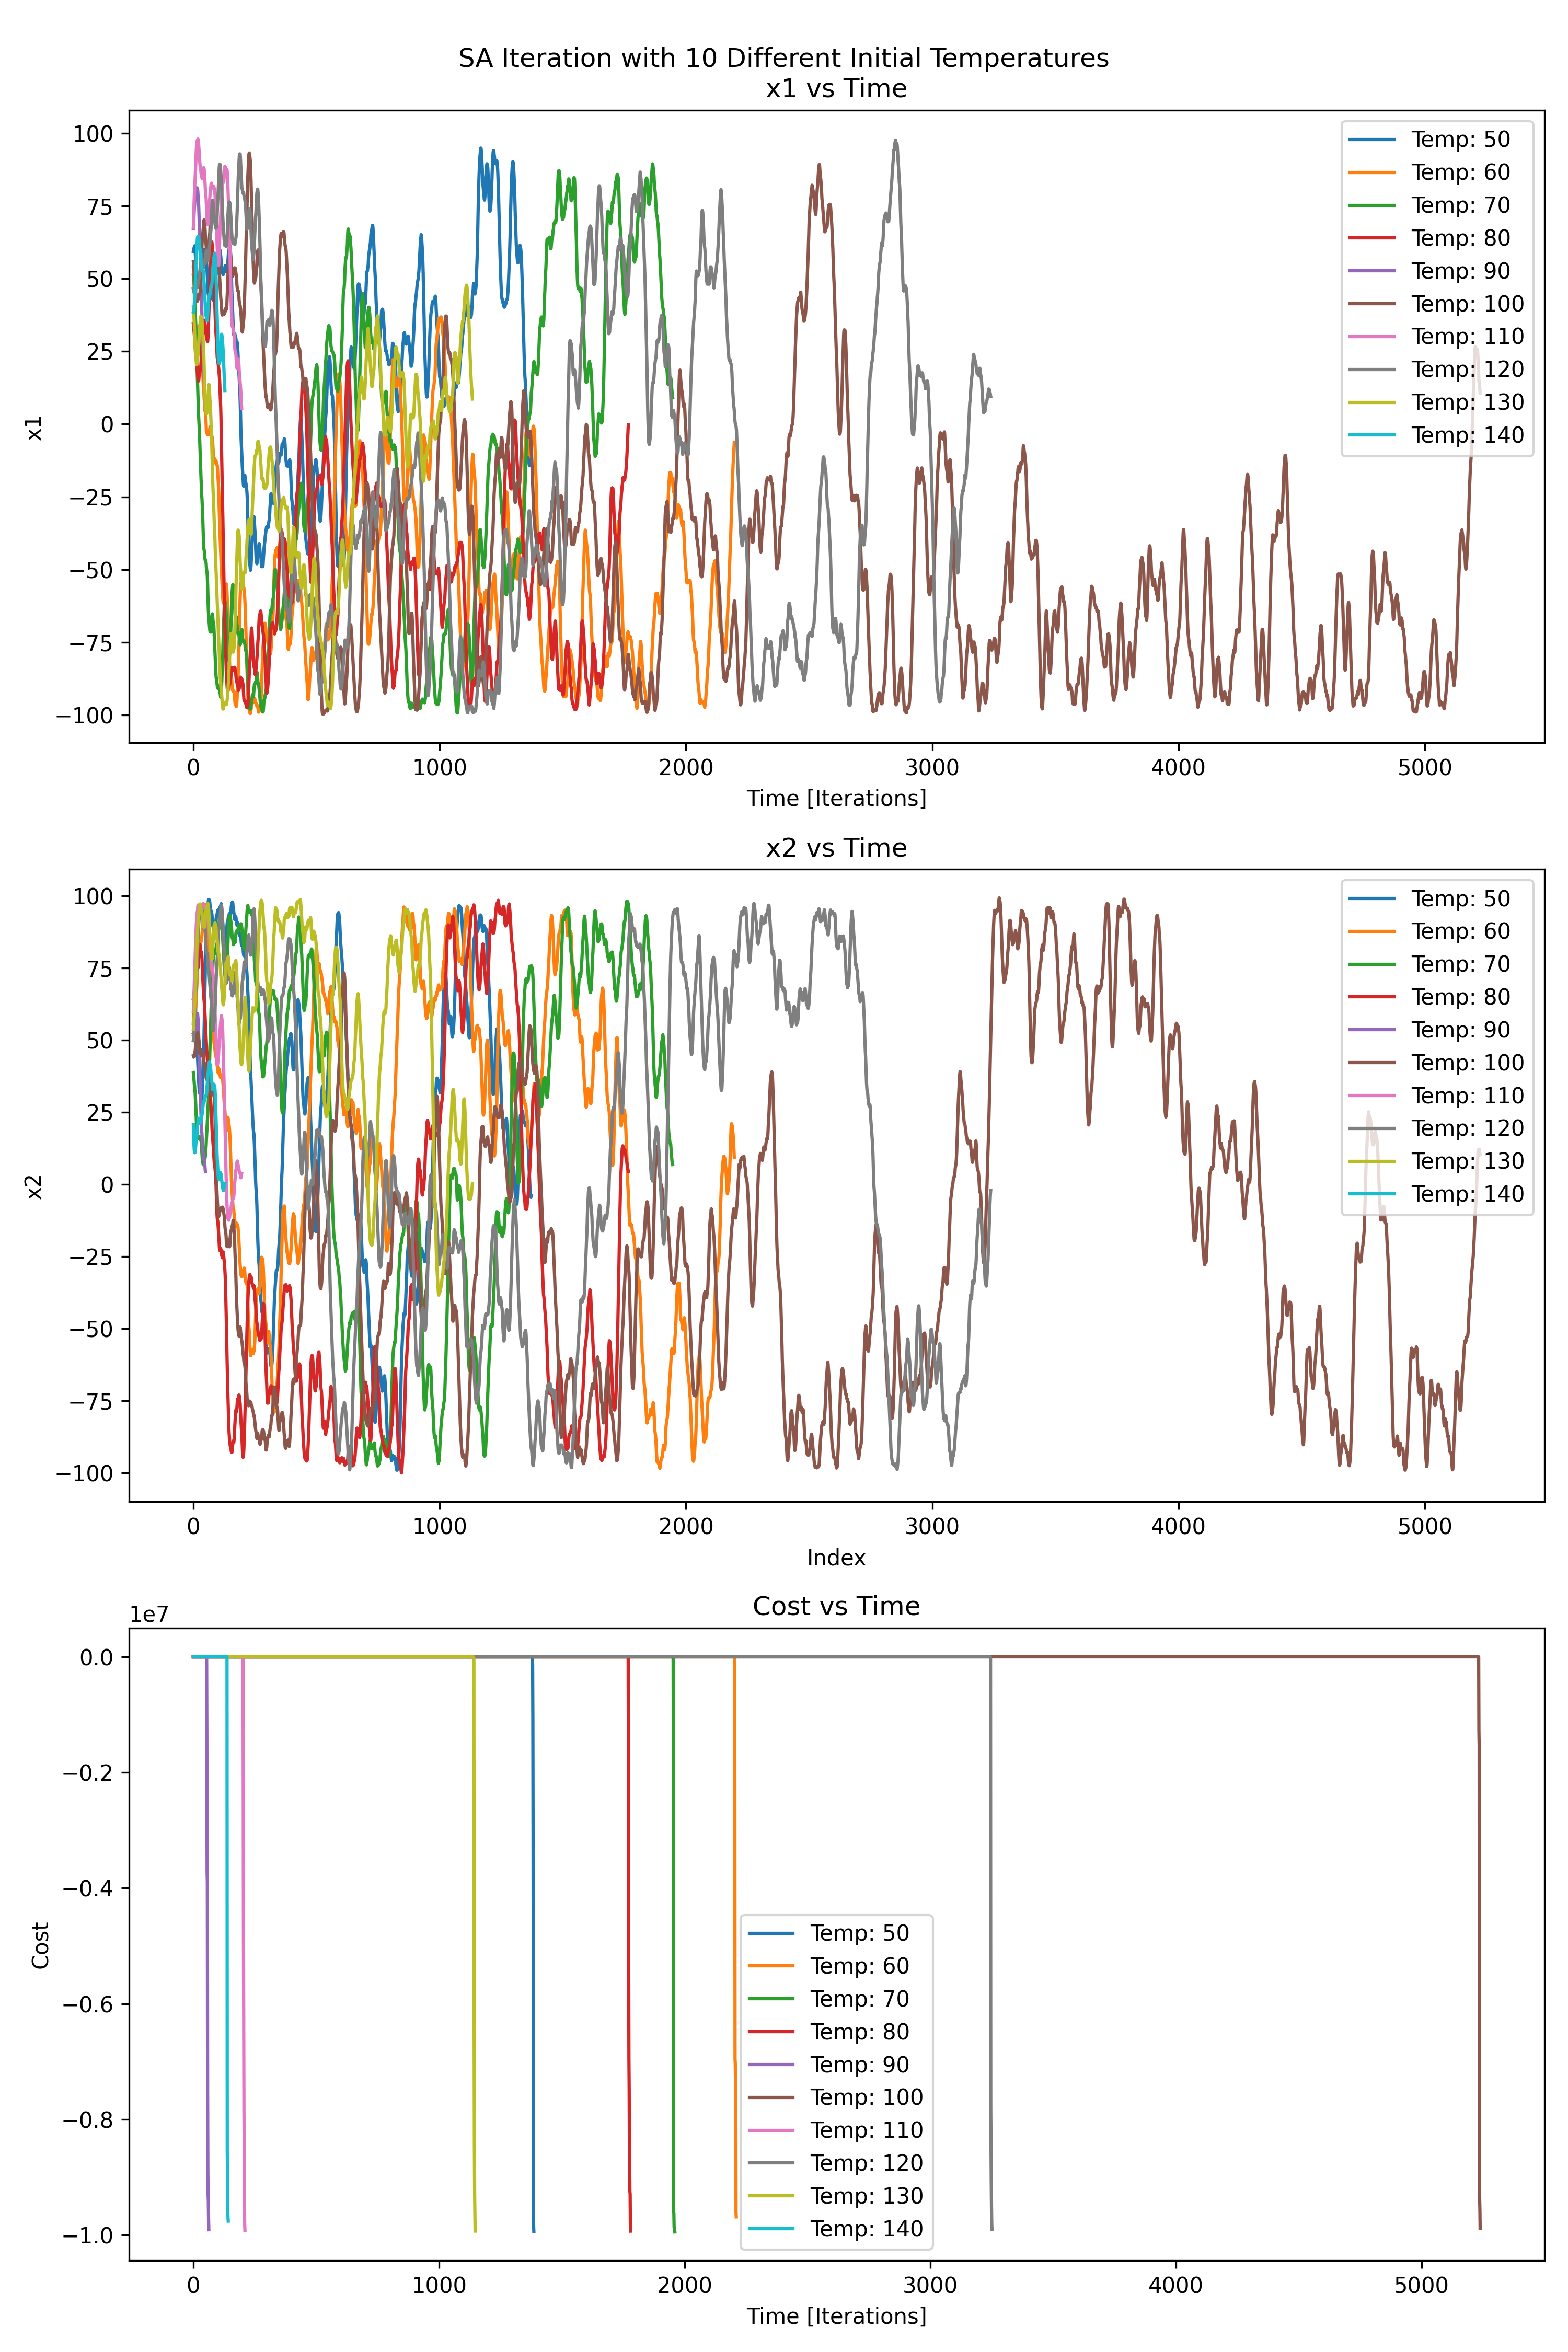 SA Iteration with 10 Different Initial Temperatures
x1 vs Time
100
75
50
25
0
−25
−50
−75
−100
x1
0 1000 2000 3000 4000 5000
Time [Iterations]
Temp: 50
Temp: 60
Temp: 70
Temp: 80
Temp: 90
Temp: 100
Temp: 110
Temp: 120
Temp: 130
Temp: 140
x2 vs Time
100
75
50
25
0
−25
−50
−75
−100
x2
0 1000 2000 3000 4000 5000
Index
Temp: 50
Temp: 60
Temp: 70
Temp: 80
Temp: 90
Temp: 100
Temp: 110
Temp: 120
Temp: 130
Temp: 140
Cost vs Time
1e7
0.0
−0.2
−0.4
−0.6
−0.8
−1.0
Cost
0 1000 2000 3000 4000 5000
Time [Iterations]
Temp: 50
Temp: 60
Temp: 70
Temp: 80
Temp: 90
Temp: 100
Temp: 110
Temp: 120
Temp: 130
Temp: 140